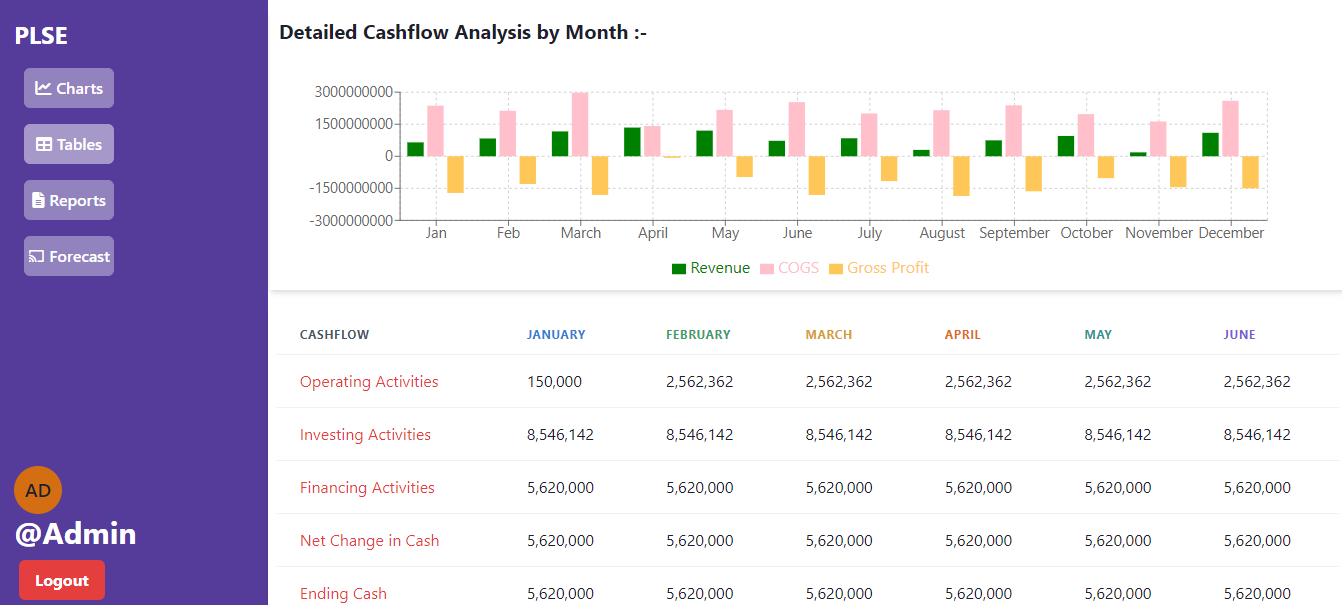 PLSE
Charts
Tables
Reports
Forecast
AD
@Admin
Logout
Detailed Cashflow Analysis by Month :-
3000000000
1500000000
0
-1500000000
-3000000000
Jan Feb March April May June July August September October November December
Revenue COGS Gross Profit
CASHFLOW JANUARY FEBRUARY MARCH APRIL MAY JUNE
Operating Activities 150,000 2,562,362 2,562,362 2,562,362 2,562,362 2,562,362
Investing Activities 8,546,142 8,546,142 8,546,142 8,546,142 8,546,142 8,546,142
Financing Activities 5,620,000 5,620,000 5,620,000 5,620,000 5,620,000 5,620,000
Net Change in Cash 5,620,000 5,620,000 5,620,000 5,620,000 5,620,000 5,620,000
Ending Cash 5,620,000 5,620,000 5,620,000 5,620,000 5,620,000 5,620,000